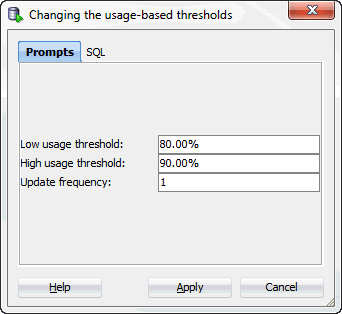 Changing the usage-based thresholds
Prompts SQL
Low usage threshold: 80.00%
High usage threshold: 90.00%
Update frequency: 1
Help Apply Cancel